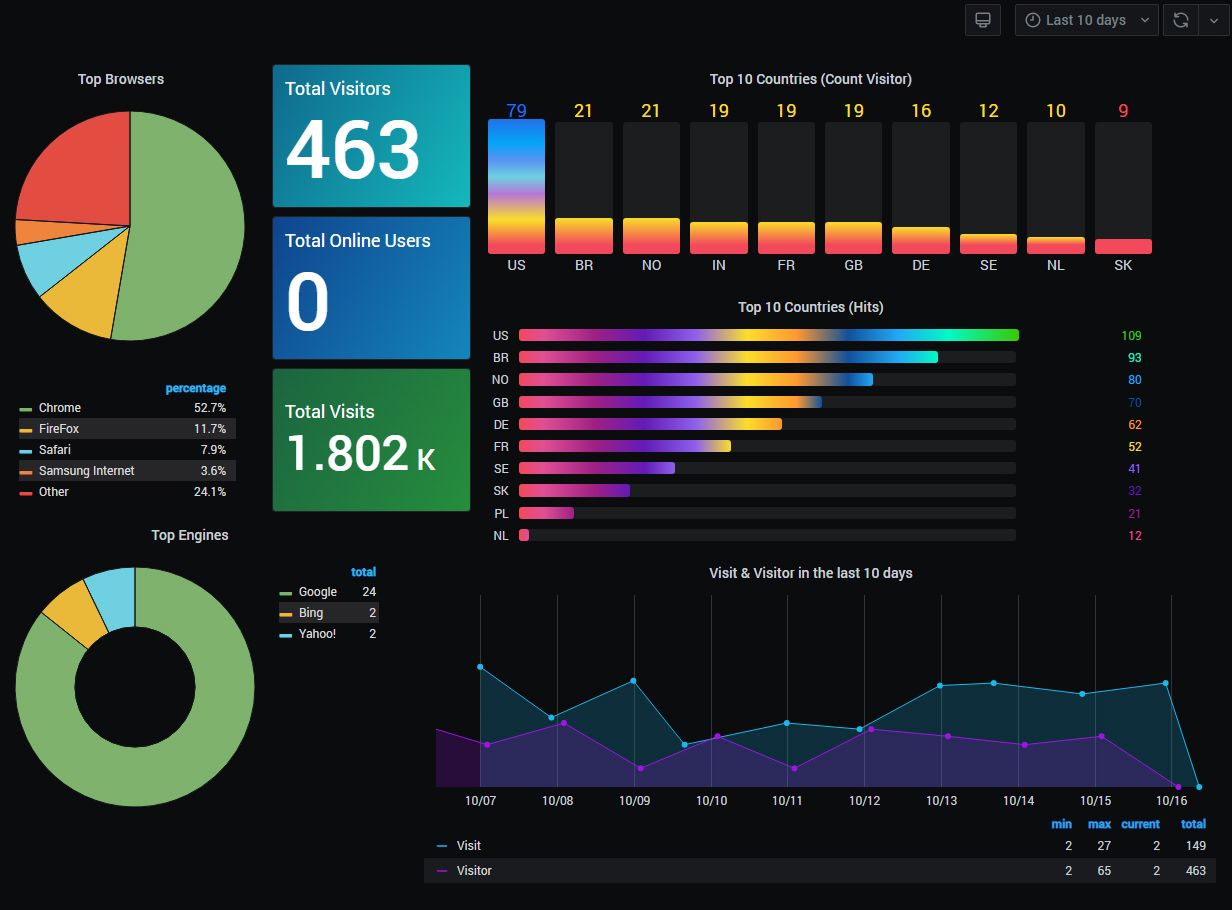 Last 10 days
Top Browsers
percentage
Chrome 52.7%
FireFox 11.7%
Safari 7.9%
Samsung Internet 3.6%
Other 24.1%
Total Visitors
463
Total Online Users
0
Total Visits
1.802 K
Top 10 Countries (Count Visitor)
79 21 21 19 19 19 16 12 10 9
US BR NO IN FR GB DE SE NL SK
Top 10 Countries (Hits)
US 109
BR 93
NO 80
GB 70
DE 62
FR 52
SE 41
SK 32
PL 21
NL 12
Top Engines
total
Google 24
Bing 2
Yahoo! 2
Visit & Visitor in the last 10 days
10/07 10/08 10/09 10/10 10/11 10/12 10/13 10/14 10/15 10/16
min max current total
Visit 2 27 2 149
Visitor 2 65 2 463